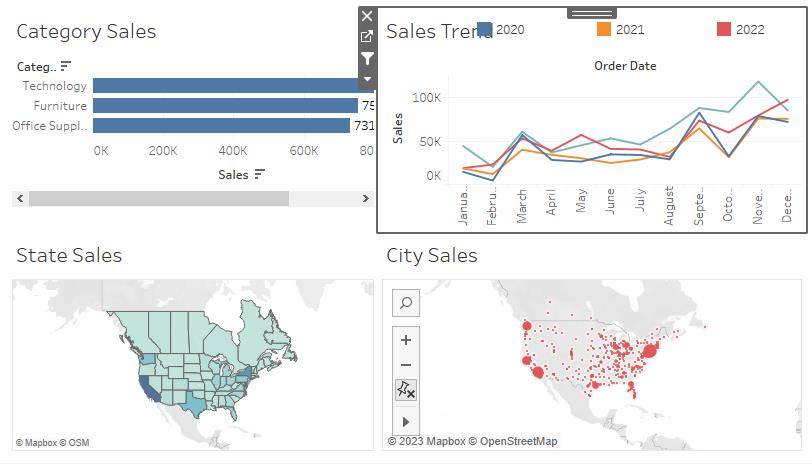 Category Sales
Categ..
Technology
Furniture
75
Office Suppl..
731
0K 200K 400K 600K 80
Sales
Sales Trend
2020 2021 2022
Order Date
Sales
100K
50K
0K
Janua..
Febru..
March
April
May
June
July
August
Septe..
Octo..
Nove..
Dece..
State Sales
© Mapbox © OSM
City Sales
© 2023 Mapbox © OpenStreetMap